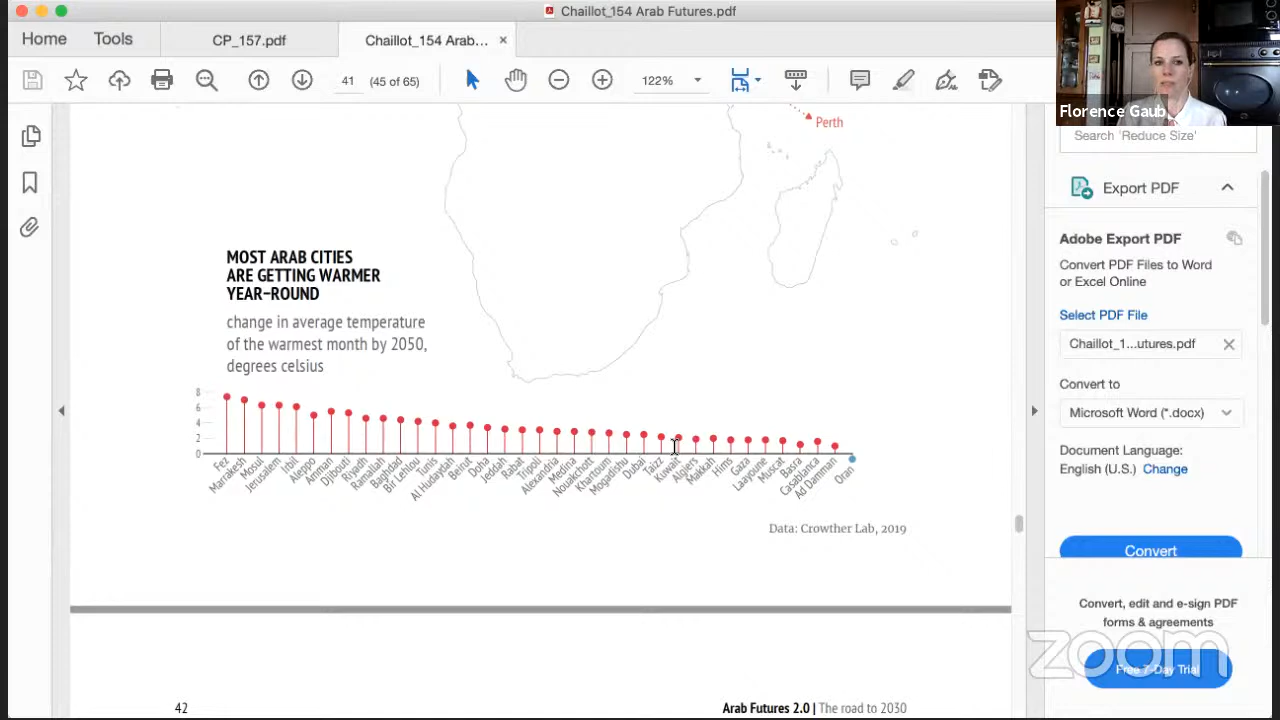 Chaillot_154 Arab Futures.pdf
Home
Tools
CP_157.pdf
Chaillot_154 Arab... ×
41 (45 of 65)
122%
Florence Gaub
Search 'Reduce Size'
Perth
Export PDF
Adobe Export PDF
Convert PDF Files to Word
or Excel Online
Select PDF File
Chaillot_1...utures.pdf
Convert to
Microsoft Word (*.docx)
Document Language:
English (U.S.) Change
Convert
Convert, edit and e-sign PDF
forms & agreements
Free 7-Day Trial
zoom
MOST ARAB CITIES
ARE GETTING WARMER
YEAR-ROUND
change in average temperature
of the warmest month by 2050,
degrees celsius
8
6
4
2
0
Fez
Marrakesh
Mosul
Jerusalem
Irbil
Aleppo
Amman
Djibouti
Riyadh
Ramallah
Baghdad
Bir Lehlou
Tunis
Al Hudaydah
Beirut
Doha
Jeddah
Rabat
Tripoli
Alexandria
Medina
Nouakchott
Khartoum
Mogadishu
Dubai
Taizz
Kuwait
Algiers
Makkah
Hims
Gaza
Laayoune
Muscat
Basra
Casablanca
Ad Damman
Oran
Data: Crowther Lab, 2019
42
Arab Futures 2.0 | The road to 2030